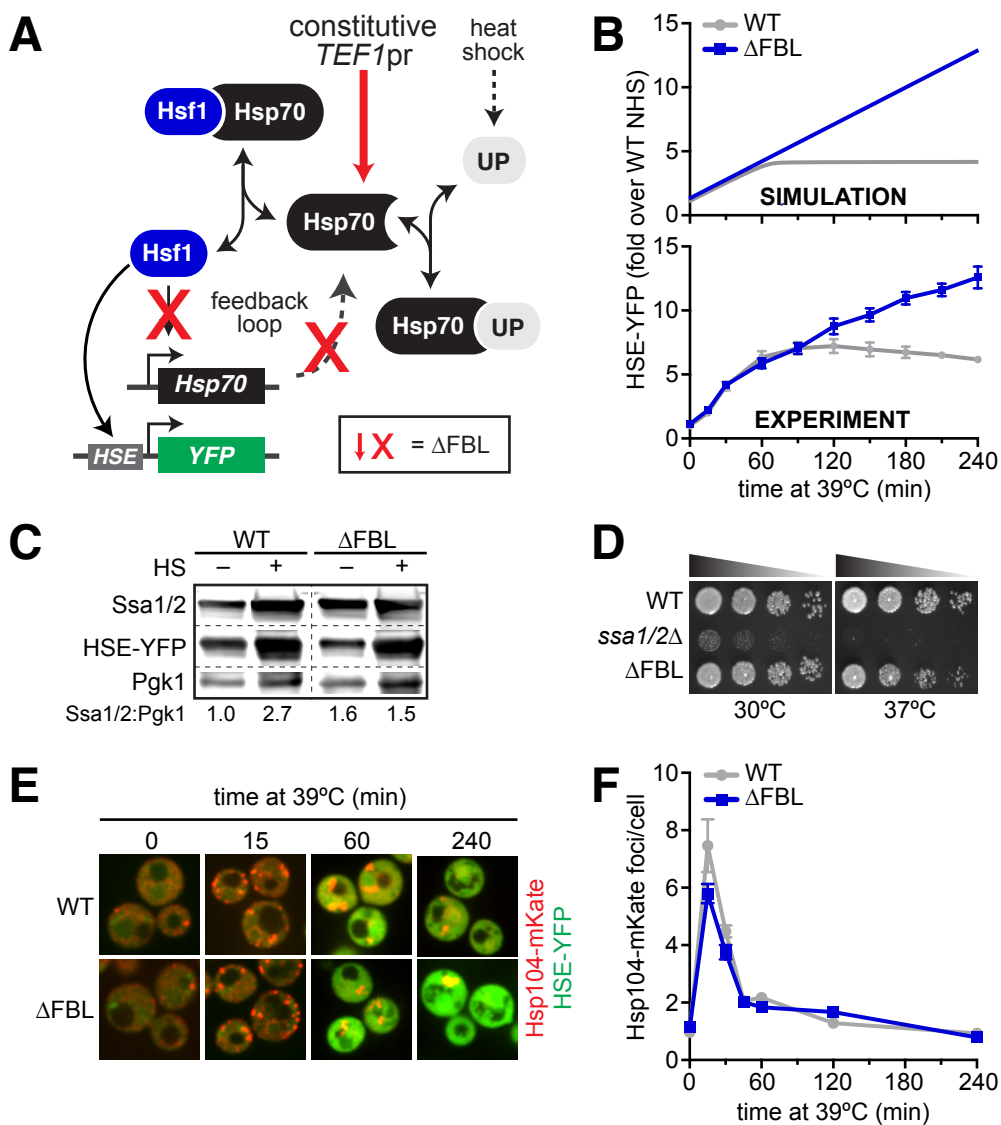 A
constitutive
TEF1pr
heat
shock
Hsf1
Hsp70
UP
Hsp70
Hsf1
feedback
loop
Hsp70
UP
X
X
Hsp70
HSE
YFP
X = ΔFBL
B
WT
ΔFBL
HSE-YFP (fold over WT NHS)
15
10
5
0
SIMULATION
15
10
5
0
EXPERIMENT
0 60 120 180 240
time at 39ºC (min)
C
WT ΔFBL
HS – + – +
Ssa1/2
HSE-YFP
Pgk1
Ssa1/2:Pgk1 1.0 2.7 1.6 1.5
D
WT
ssa1/2Δ
ΔFBL
30ºC 37ºC
E
time at 39ºC (min)
0 15 60 240
WT
ΔFBL
Hsp104-mKate
HSE-YFP
F
WT
ΔFBL
Hsp104-mKate foci/cell
10
8
6
4
2
0
0 60 120 180 240
time at 39ºC (min)